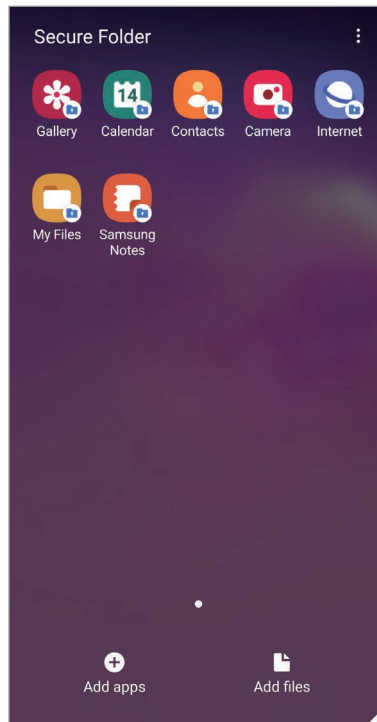 Secure Folder
14
Gallery
Calendar
Contacts
Camera
Internet
My Files
Samsung
Notes
Add apps
Add files